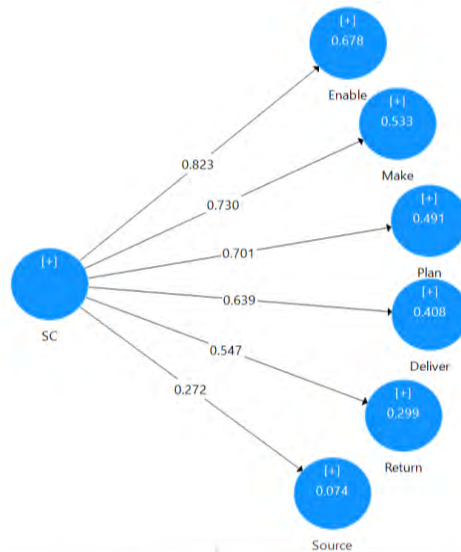 [+]
0.678
Enable
[+]
0.533
Make
0.823
0.730
[+]
0.491
Plan
0.701
[+]
SC
0.639
[+]
0.408
Deliver
0.547
0.272
[+]
0.299
Return
[+]
0.074
Source